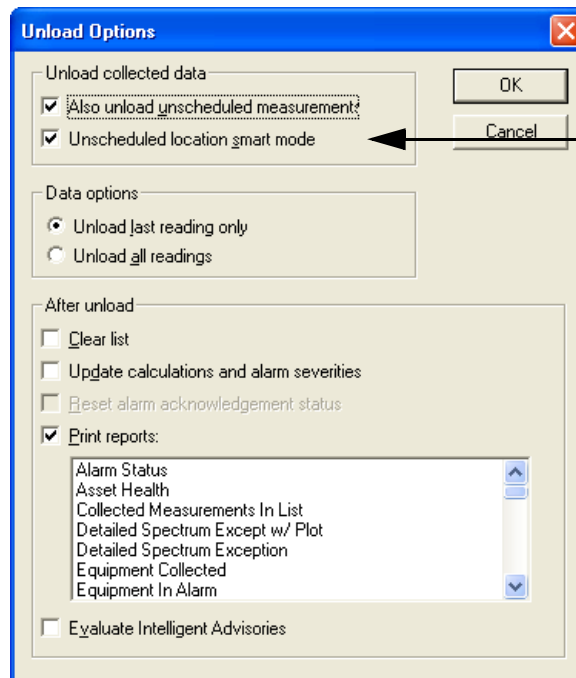 Unload Options
Unload collected data
Also unload unscheduled measurements
Unscheduled location smart mode
OK
Cancel
Data options
Unload last reading only
Unload all readings
After unload
Clear list
Update calculations and alarm severities
Reset alarm acknowledgement status
Print reports:
Alarm Status
Asset Health
Collected Measurements In List
Detailed Spectrum Except w/ Plot
Detailed Spectrum Exception
Equipment Collected
Equipment In Alarm
Evaluate Intelligent Advisories